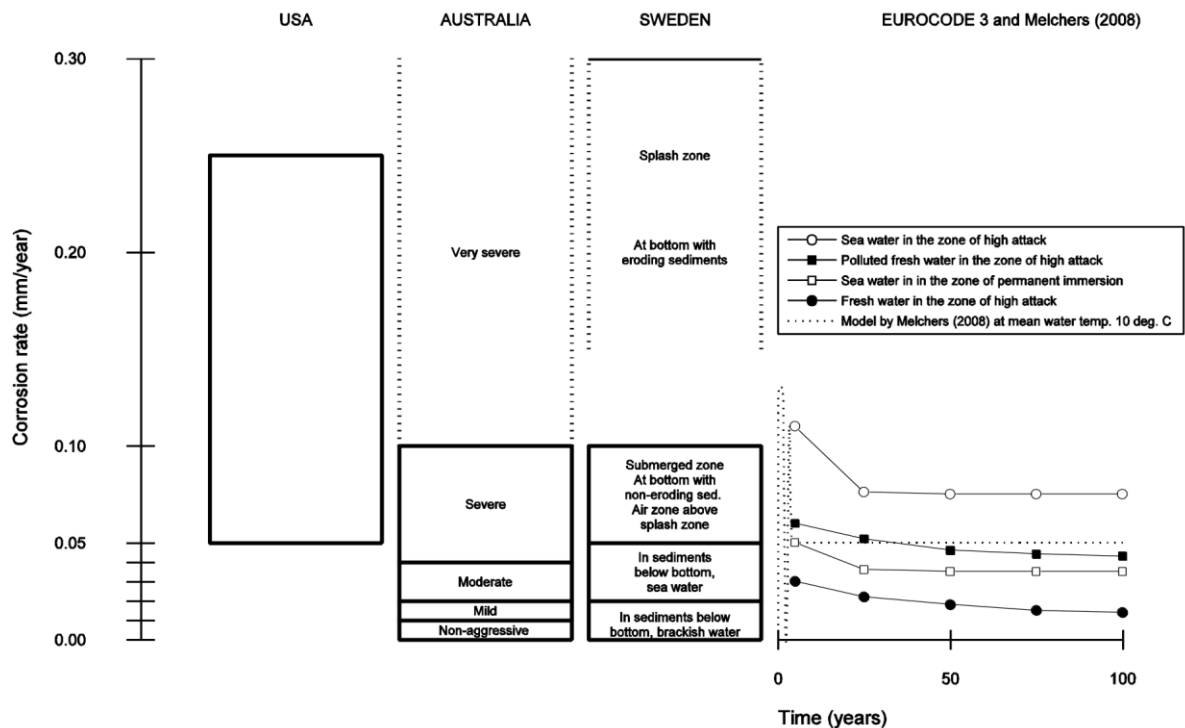 USA
AUSTRALIA
SWEDEN
EUROCODE 3 and Melchers (2008)
Corrosion rate (mm/year)
0.30
0.20
0.10
0.05
0.00
Very severe
Severe
Moderate
Mild
Non-aggressive
Splash zone
At bottom with
eroding sediments
Submerged zone
At bottom with
non-eroding sed.
Air zone above
splash zone
In sediments
below bottom,
sea water
In sediments below
bottom, brackish water
Sea water in the zone of high attack
Polluted fresh water in the zone of high attack
Sea water in in the zone of permanent immersion
Fresh water in the zone of high attack
Model by Melchers (2008) at mean water temp. 10 deg. C
0
50
100
Time (years)